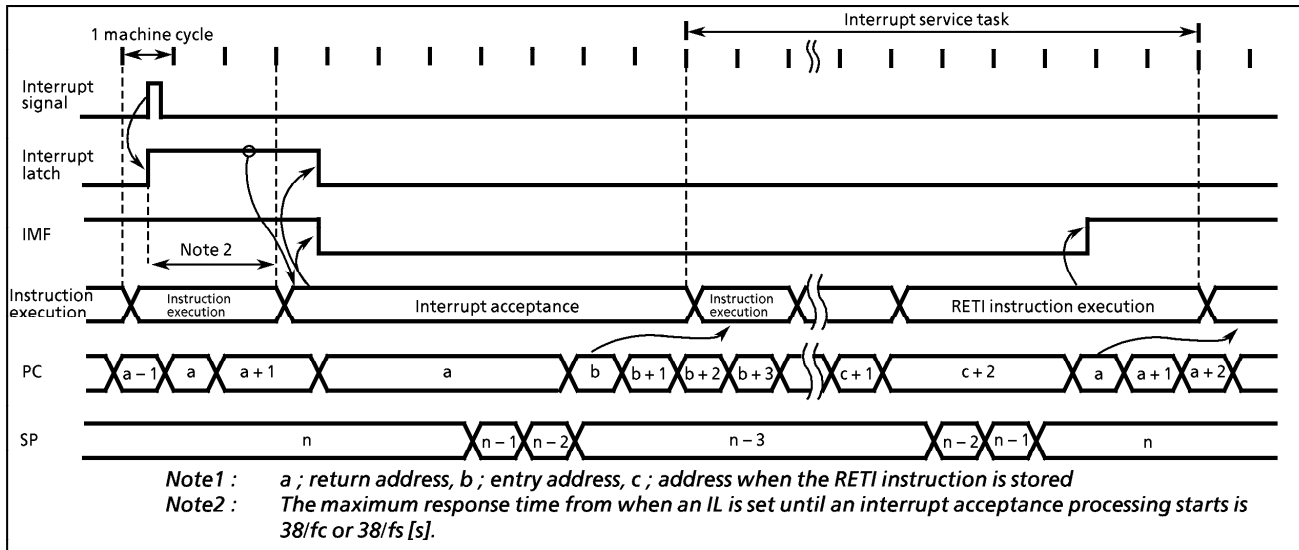 Interrupt service task
1 machine cycle
Interrupt
signal
Interrupt
latch
IMF
Note 2
Instruction
execution
Instruction
execution
Interrupt acceptance
Instruction
execution
RETI instruction execution
PC
a – 1
a
a + 1
a
b
b + 1
b + 2
b + 3
c + 1
c + 2
a
a + 1
a + 2
SP
n
n – 1
n – 2
n – 3
n – 2
n – 1
n
Note1 : a ; return address, b ; entry address, c ; address when the RETI instruction is stored
Note2 : The maximum response time from when an IL is set until an interrupt acceptance processing starts is
38/fc or 38/fs [s].